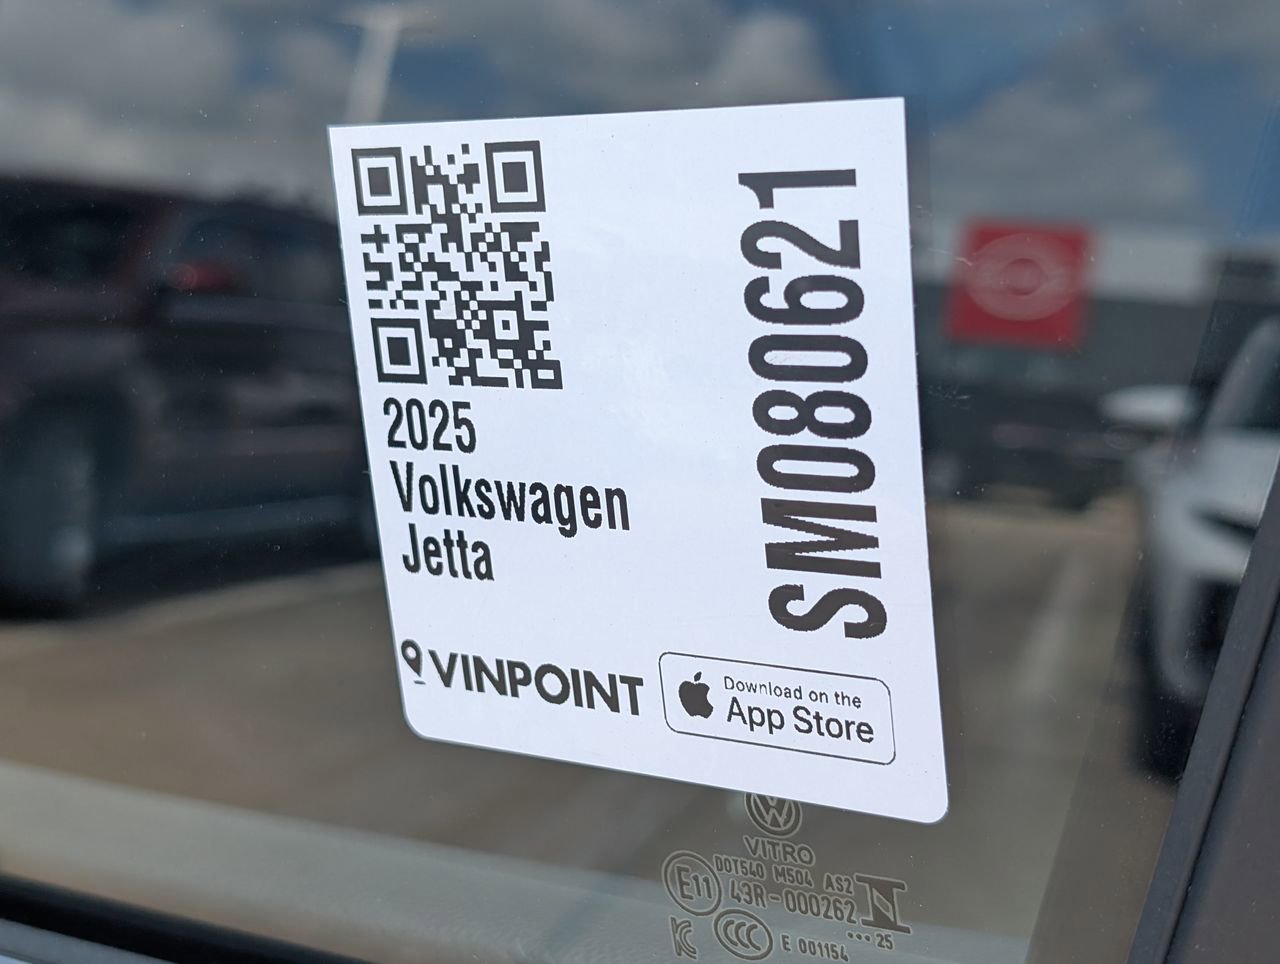 2025
Volkswagen
Jetta
SM080621
VINPOINT
Download on the
App Store
VITRO
DOT540 M504 AS2
E11
43R-000262
N
••• 25
CCC
E 001154